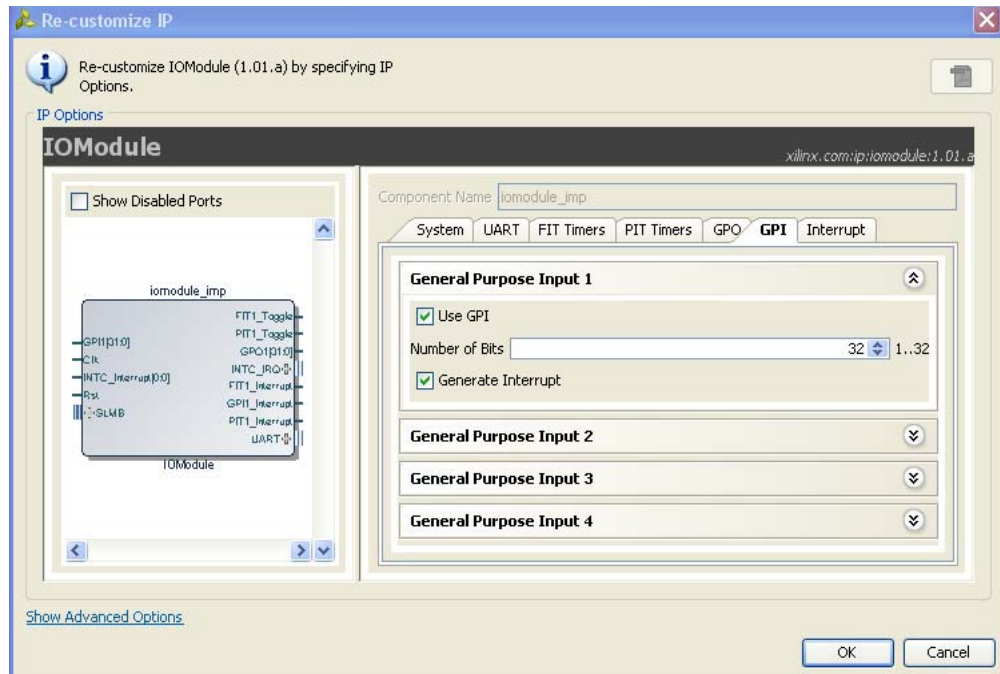 Re-customize IP
Re-customize IOModule (1.01.a) by specifying IP
Options.
IP Options
IOModule
xilinx.com:ip:iomodule:1.01.a
Show Disabled Ports
Component Name iomodule_imp
System UART FIT Timers PIT Timers GPO GPI Interrupt
iomodule_imp
GPI1[31:0]
Clk
INTC_Interrupt[0:0]
Rst
SLMB
FIT1_Toggle
PIT1_Toggle
GPO1[31:0]
INTC_IRQ
FIT1_Interrupt
GPI1_Interrupt
PIT1_Interrupt
UART
IOModule
General Purpose Input 1
Use GPI
Number of Bits 32 1..32
Generate Interrupt
General Purpose Input 2
General Purpose Input 3
General Purpose Input 4
Show Advanced Options
OK Cancel